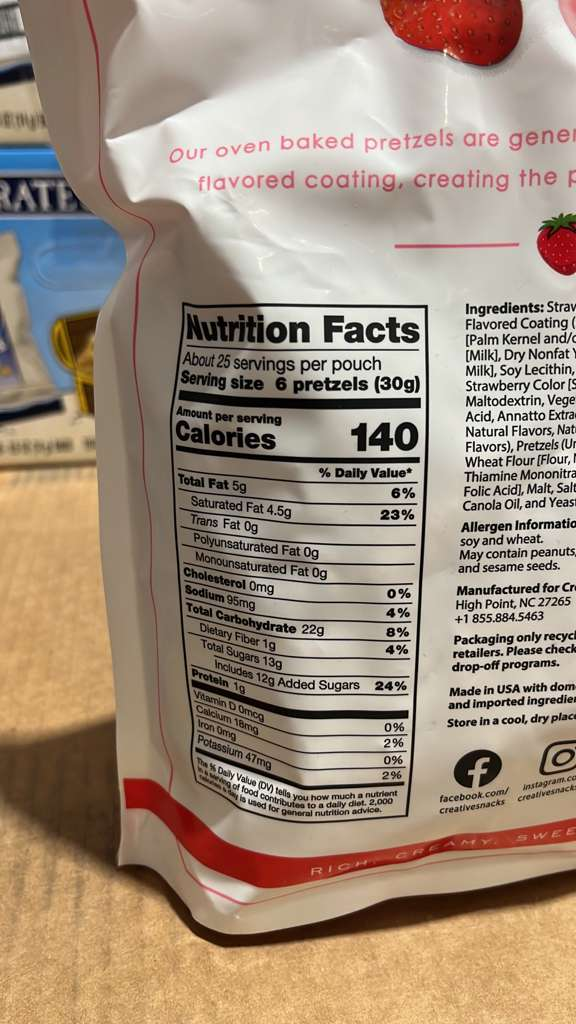 RATE
Our oven baked pretzels are gener
flavored coating, creating the p
Nutrition Facts
About 25 servings per pouch
Serving size 6 pretzels (30g)
Amount per serving
Calories 140
% Daily Value*
Total Fat 5g 6%
Saturated Fat 4.5g 23%
Trans Fat 0g
Polyunsaturated Fat 0g
Monounsaturated Fat 0g
Cholesterol 0mg 0%
Sodium 95mg 4%
Total Carbohydrate 22g 8%
Dietary Fiber 1g 4%
Total Sugars 13g
Includes 12g Added Sugars 24%
Protein 1g
Vitamin D 0mcg 0%
Calcium 18mg 2%
Iron 0mg 0%
Potassium 47mg 2%
The % Daily Value (DV) tells you how much a nutrient
in a serving of food contributes to a daily diet. 2,000
calories a day is used for general nutrition advice.
Ingredients: Straw
Flavored Coating (
[Palm Kernel and/o
[Milk], Dry Nonfat Y
Milk], Soy Lecithin,
Strawberry Color [S
Maltodextrin, Vege
Acid, Annatto Extra
Natural Flavors, Nat
Flavors), Pretzels (Un
Wheat Flour [Flour, N
Thiamine Mononitra
Folic Acid], Malt, Salt
Canola Oil, and Yeas
Allergen Informatio
soy and wheat.
May contain peanuts,
and sesame seeds.
Manufactured for Cre
High Point, NC 27265
+1 855.884.5463
Packaging only recycl
retailers. Please check
drop-off programs.
Made in USA with dom
and imported ingredien
Store in a cool, dry place
facebook.com/
creativesnacks
instagram.co
creativesnacks
RICH. CREAMY. SWEE